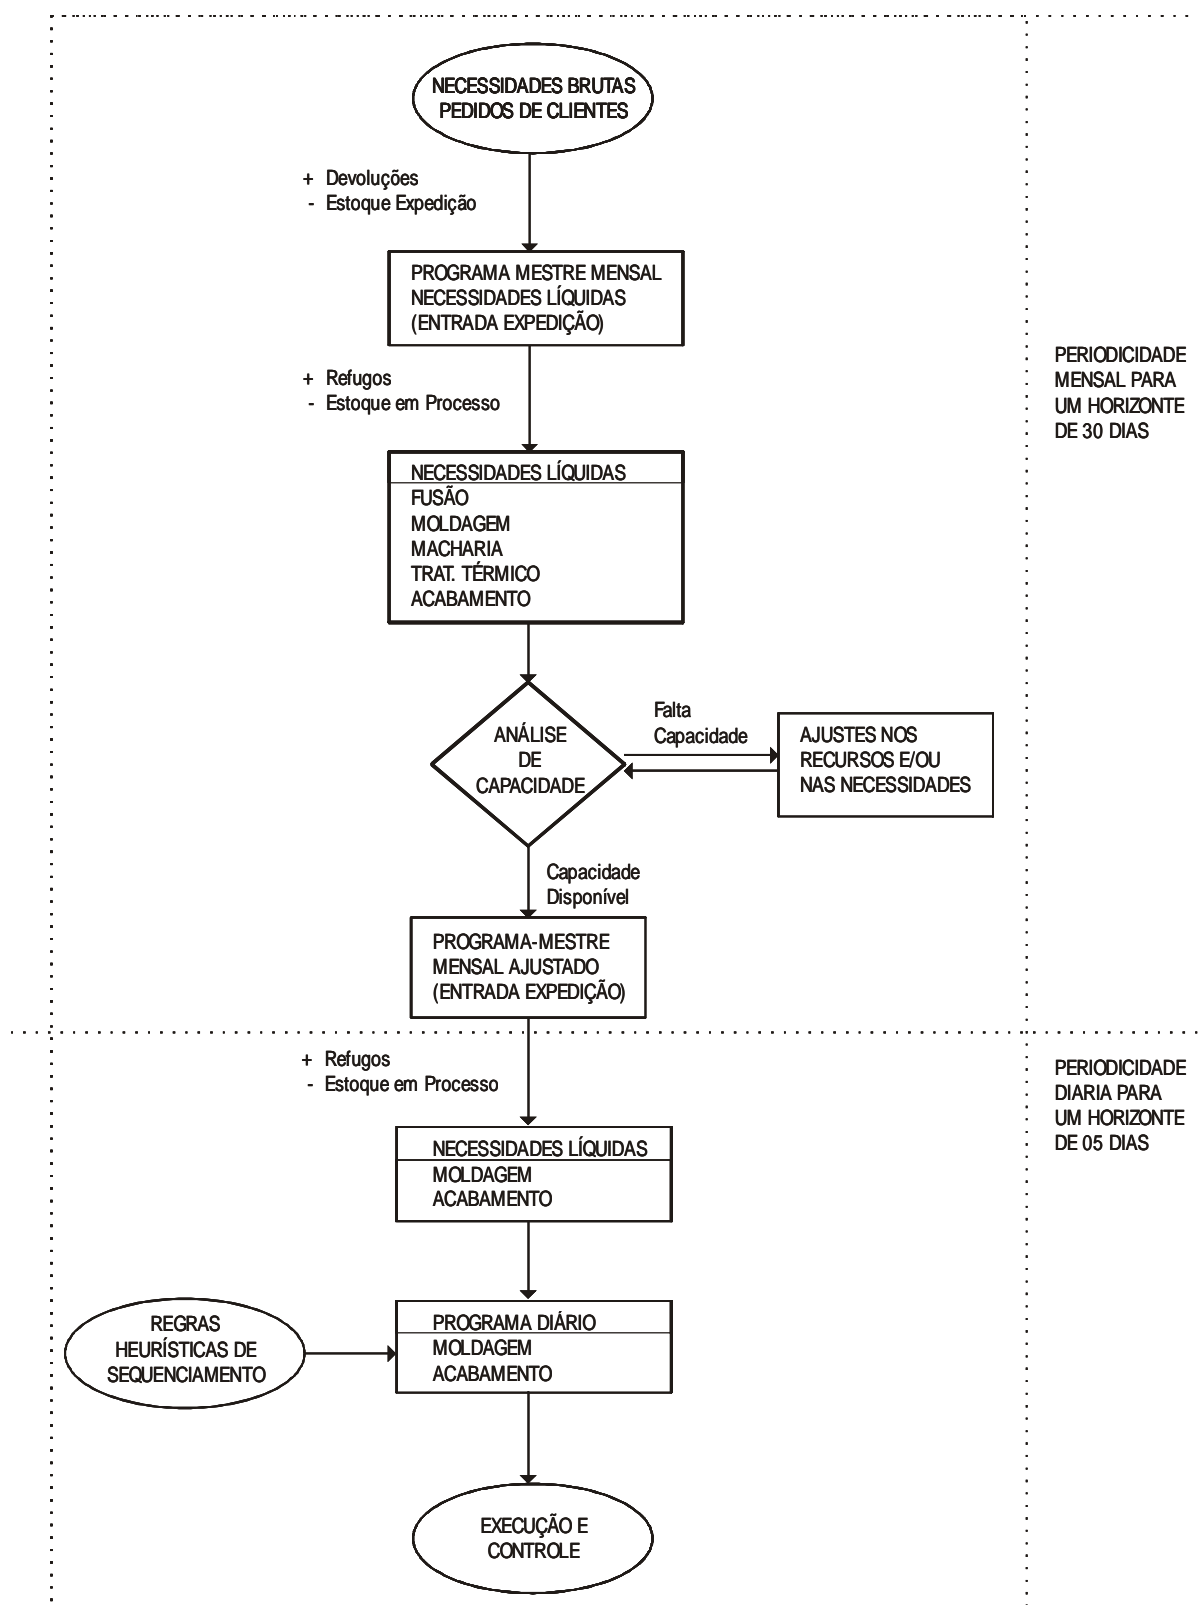 NECESSIDADES BRUTAS
PEDIDOS DE CLIENTES
+ Devoluções
- Estoque Expedição
PROGRAMA MESTRE MENSAL
NECESSIDADES LÍQUIDAS
(ENTRADA EXPEDIÇÃO)
+ Refugos
- Estoque em Processo
PERIODICIDADE
MENSAL PARA
UM HORIZONTE
DE 30 DIAS
NECESSIDADES LÍQUIDAS
FUSÃO
MOLDAGEM
MACHARIA
TRAT. TÉRMICO
ACABAMENTO
ANÁLISE
DE
CAPACIDADE
Falta
Capacidade
AJUSTES NOS
RECURSOS E/OU
NAS NECESSIDADES
Capacidade
Disponível
PROGRAMA-MESTRE
MENSAL AJUSTADO
(ENTRADA EXPEDIÇÃO)
+ Refugos
- Estoque em Processo
PERIODICIDADE
DIARIA PARA
UM HORIZONTE
DE 05 DIAS
NECESSIDADES LÍQUIDAS
MOLDAGEM
ACABAMENTO
REGRAS
HEURÍSTICAS DE
SEQUENCIAMENTO
PROGRAMA DIÁRIO
MOLDAGEM
ACABAMENTO
EXECUÇÃO E
CONTROLE